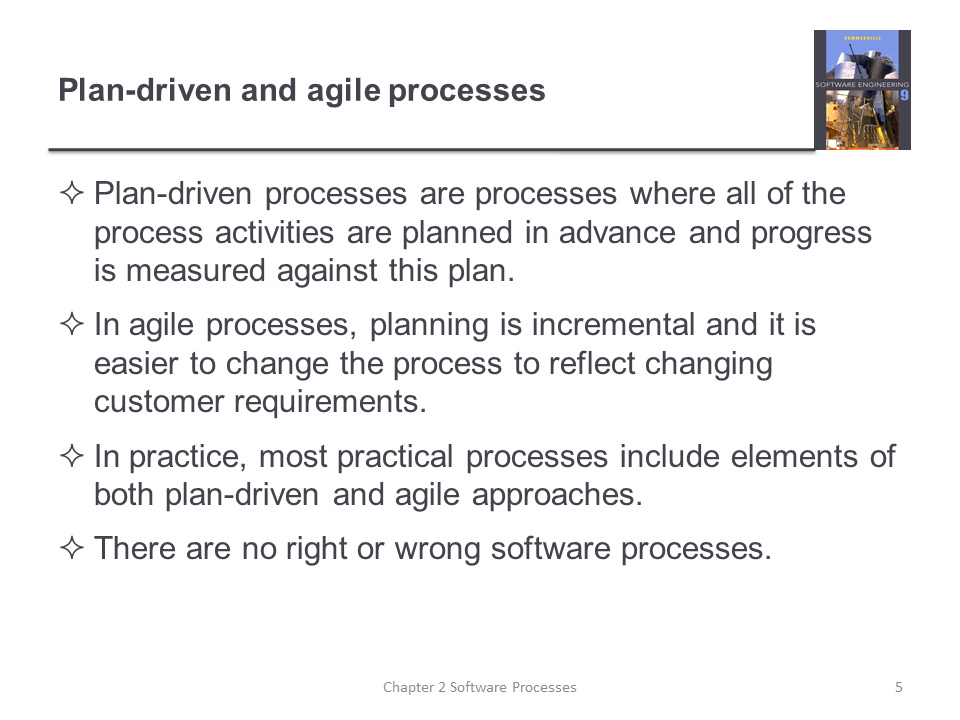 Plan-driven and agile processes
SOMMERVILLE
SOFTWARE ENGINEERING
9
✧ Plan-driven processes are processes where all of the
process activities are planned in advance and progress
is measured against this plan.
✧ In agile processes, planning is incremental and it is
easier to change the process to reflect changing
customer requirements.
✧ In practice, most practical processes include elements of
both plan-driven and agile approaches.
✧ There are no right or wrong software processes.
Chapter 2 Software Processes
5